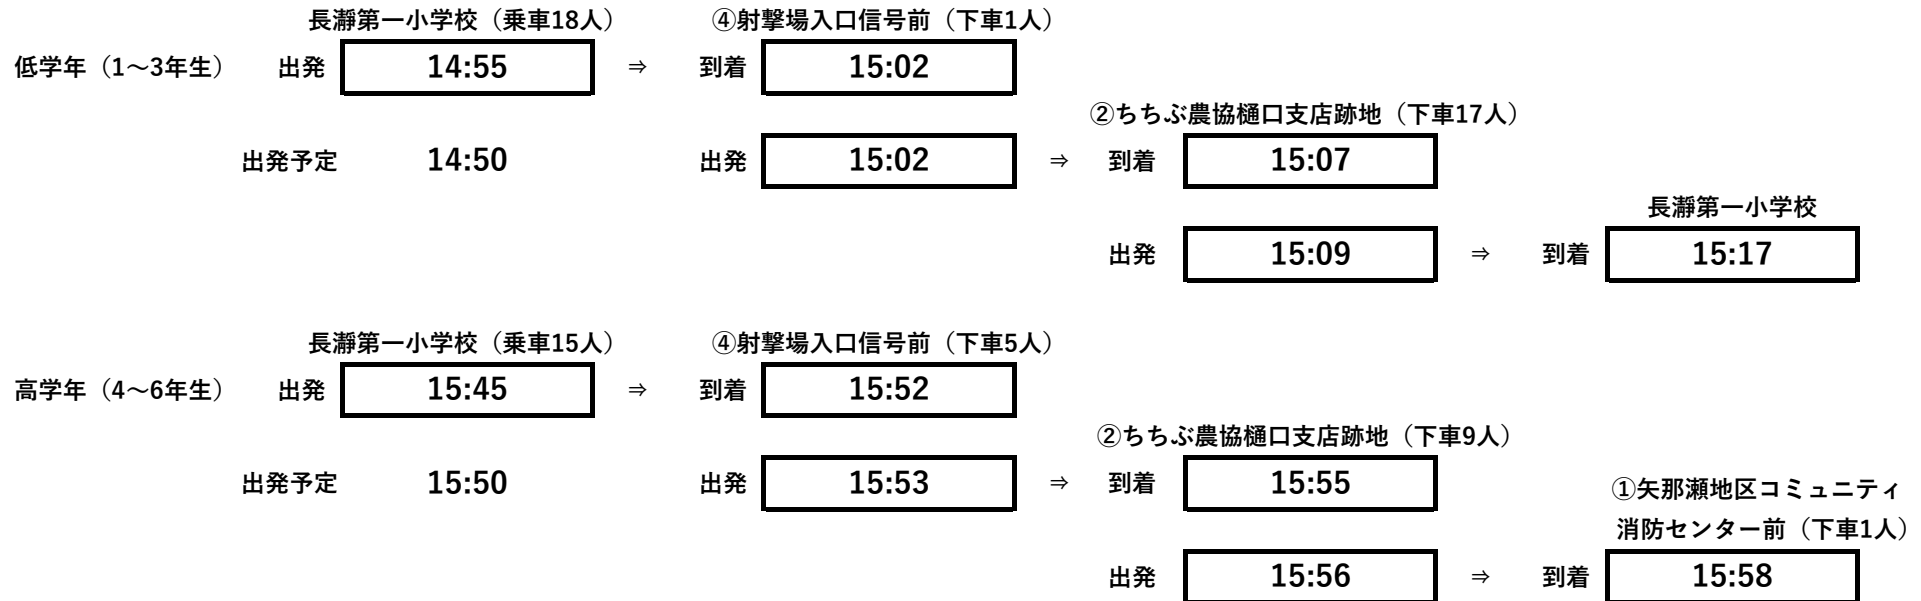 長瀞第一小学校（乗車18人） ④射撃場入口信号前（下車1人）
低学年（1～3年生） 出発 14:55 ⇒ 到着 15:02
②ちちぶ農協樋口支店跡地（下車17人）
出発予定 14:50 出発 15:02 ⇒ 到着 15:07
長瀞第一小学校
出発 15:09 ⇒ 到着 15:17
長瀞第一小学校（乗車15人） ④射撃場入口信号前（下車5人）
高学年（4～6年生） 出発 15:45 ⇒ 到着 15:52
②ちちぶ農協樋口支店跡地（下車9人）
出発予定 15:50 出発 15:53 ⇒ 到着 15:55
①矢那瀬地区コミュニティ
消防センター前（下車1人）
出発 15:56 ⇒ 到着 15:58